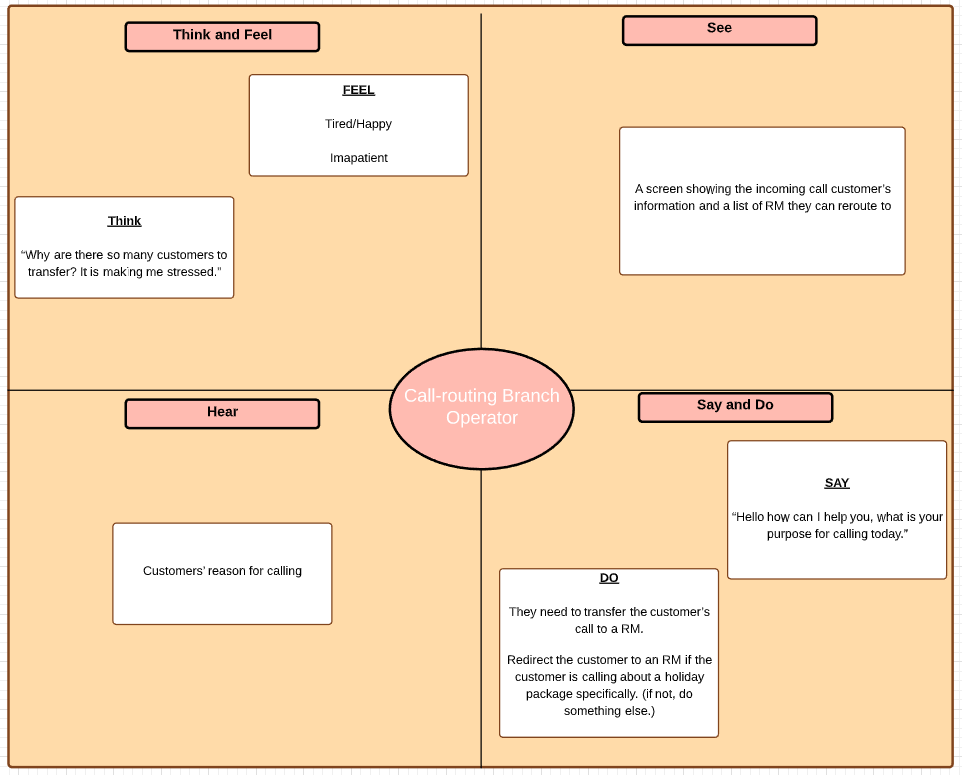 Think and Feel
FEEL
Tired/Happy
Imapatient
Think
“Why are there so many customers to
transfer? It is making me stressed.”
See
A screen showing the incoming call customer’s
information and a list of RM they can reroute to
Call-routing Branch
Operator
Hear
Customers’ reason for calling
Say and Do
SAY
“Hello how can I help you, what is your
purpose for calling today.”
DO
They need to transfer the customer’s
call to a RM.
Redirect the customer to an RM if the
customer is calling about a holiday
package specifically. (if not, do
something else.)